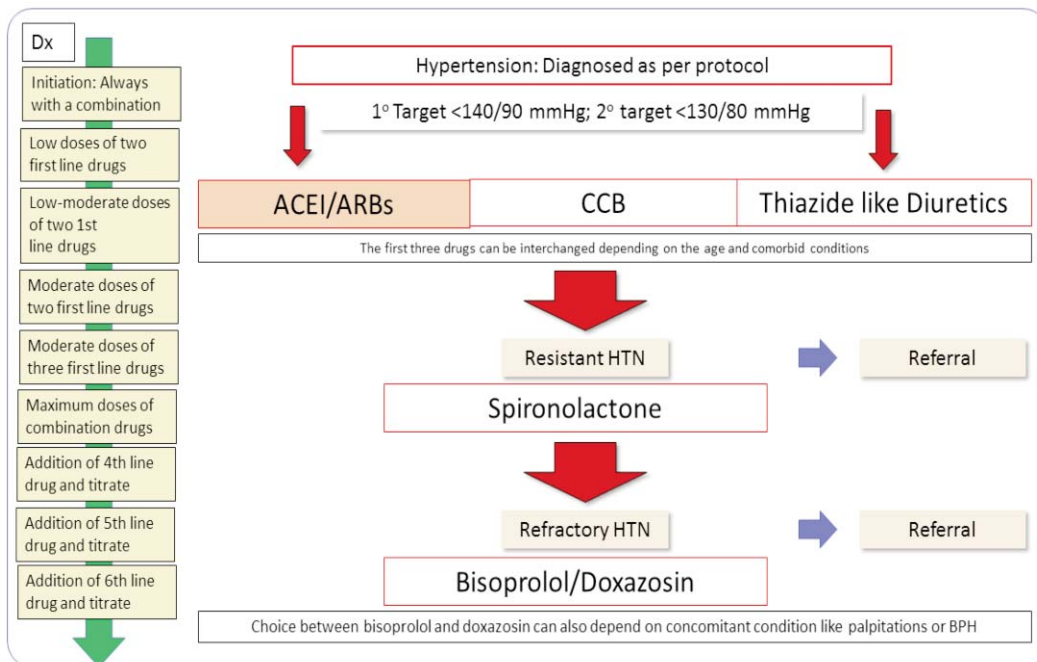 Dx
Initiation: Always
with a combination
Low doses of two
first line drugs
Low-moderate doses
of two 1st
line drugs
Moderate doses of
two first line drugs
Moderate doses of
three first line drugs
Maximum doses of
combination drugs
Addition of 4th line
drug and titrate
Addition of 5th line
drug and titrate
Addition of 6th line
drug and titrate
Hypertension: Diagnosed as per protocol
1º Target <140/90 mmHg; 2º target <130/80 mmHg
ACEI/ARBs
CCB
Thiazide like Diuretics
The first three drugs can be interchanged depending on the age and comorbid conditions
Resistant HTN
Referral
Spironolactone
Refractory HTN
Referral
Bisoprolol/Doxazosin
Choice between bisoprolol and doxazosin can also depend on concomitant condition like palpitations or BPH